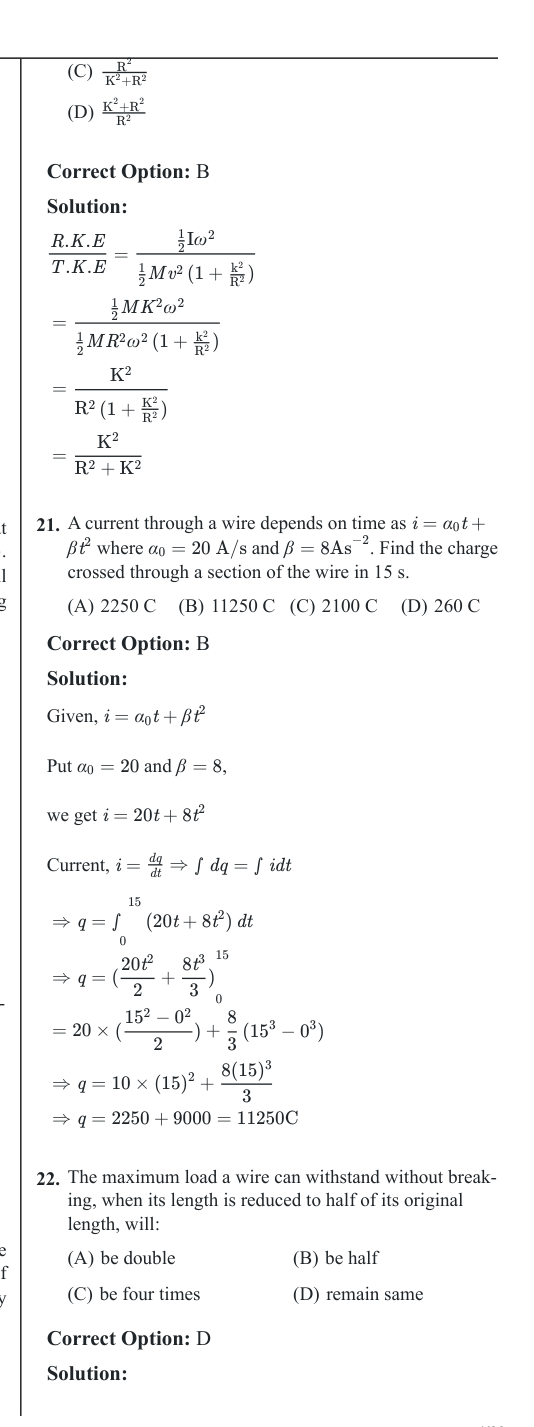 (C) R²/K²+R²
(D) K²+R²/R²
Correct Option: B
Solution:
R.K.E/T.K.E = ½Iω² / ½Mv²(1 + k²/R²)
= ½MK²ω² / ½MR²ω²(1 + k²/R²)
= K² / R²(1 + K²/R²)
= K² / R² + K²
21. A current through a wire depends on time as i = α₀t +
βt² where α₀ = 20 A/s and β = 8As⁻². Find the charge
crossed through a section of the wire in 15 s.
(A) 2250 C (B) 11250 C (C) 2100 C (D) 260 C
Correct Option: B
Solution:
Given, i = α₀t + βt²
Put α₀ = 20 and β = 8,
we get i = 20t + 8t²
Current, i = dq/dt ⇒ ∫ dq = ∫ idt
⇒ q = ∫₀¹⁵ (20t + 8t²) dt
⇒ q = (20t²/2 + 8t³/3)₀¹⁵
= 20 × (15² − 0²/2) + 8/3 (15³ − 0³)
⇒ q = 10 × (15)² + 8(15)³/3
⇒ q = 2250 + 9000 = 11250C
22. The maximum load a wire can withstand without break-
ing, when its length is reduced to half of its original
length, will:
(A) be double (B) be half
(C) be four times (D) remain same
Correct Option: D
Solution: